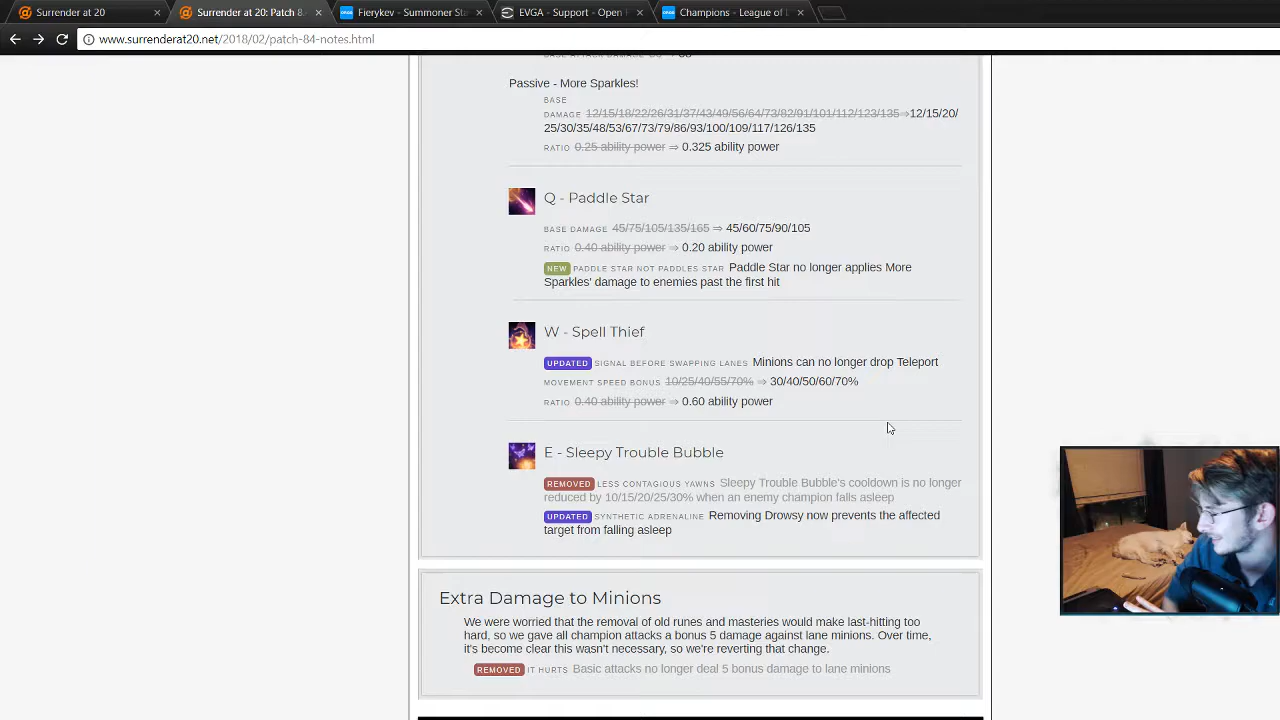 Surrender at 20
Surrender at 20: Patch 8.
Fierykev - Summoner Sta
EVGA - Support - Open R
Champions - League of L
www.surrenderat20.net/2018/02/patch-84-notes.html
Passive - More Sparkles!
BASE
DAMAGE 12/15/18/22/26/31/37/43/49/56/64/73/82/91/101/112/123/135⇒12/15/20/
25/30/35/48/53/67/73/79/86/93/100/109/117/126/135
RATIO 0.25 ability power ⇒ 0.325 ability power
Q - Paddle Star
BASE DAMAGE 45/75/105/135/165 ⇒ 45/60/75/90/105
RATIO 0.40 ability power ⇒ 0.20 ability power
NEW PADDLE STAR NOT PADDLES STAR Paddle Star no longer applies More
Sparkles' damage to enemies past the first hit
W - Spell Thief
UPDATED SIGNAL BEFORE SWAPPING LANES Minions can no longer drop Teleport
MOVEMENT SPEED BONUS 10/25/40/55/70% ⇒ 30/40/50/60/70%
RATIO 0.40 ability power ⇒ 0.60 ability power
E - Sleepy Trouble Bubble
REMOVED LESS CONTAGIOUS YAWNS Sleepy Trouble Bubble's cooldown is no longer
reduced by 10/15/20/25/30% when an enemy champion falls asleep
UPDATED SYNTHETIC ADRENALINE Removing Drowsy now prevents the affected
target from falling asleep
Extra Damage to Minions
We were worried that the removal of old runes and masteries would make last-hitting too
hard, so we gave all champion attacks a bonus 5 damage against lane minions. Over time,
it's become clear this wasn't necessary, so we're reverting that change.
REMOVED IT HURTS Basic attacks no longer deal 5 bonus damage to lane minions